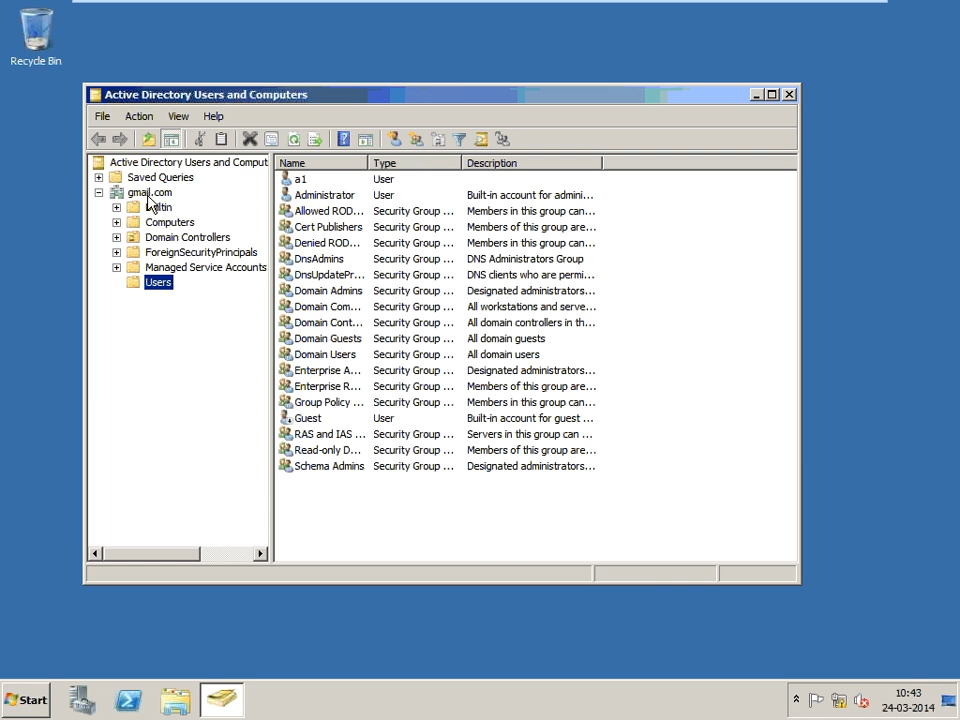 Recycle Bin
Active Directory Users and Computers
File Action View Help
Active Directory Users and Comput
Saved Queries
gmail.com
Computers
Domain Controllers
ForeignSecurityPrincipals
Managed Service Accounts
Users
Name Type Description
a1 User
Administrator User Built-in account for admini...
Allowed ROD... Security Group ... Members in this group can...
Cert Publishers Security Group ... Members of this group are...
Denied ROD... Security Group ... Members in this group can...
DnsAdmins Security Group ... DNS Administrators Group
DnsUpdatePr... Security Group ... DNS clients who are permi...
Domain Admins Security Group ... Designated administrators...
Domain Com... Security Group ... All workstations and serve...
Domain Cont... Security Group ... All domain controllers in th...
Domain Guests Security Group ... All domain guests
Domain Users Security Group ... All domain users
Enterprise A... Security Group ... Designated administrators...
Enterprise R... Security Group ... Members of this group are...
Group Policy ... Security Group ... Members in this group can...
Guest User Built-in account for guest ...
RAS and IAS ... Security Group ... Servers in this group can ...
Read-only D... Security Group ... Members of this group are...
Schema Admins Security Group ... Designated administrators...
Start
10:43
24-03-2014